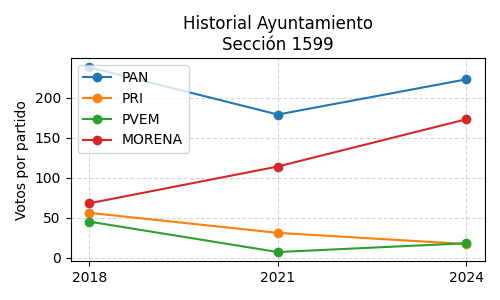 Historial Ayuntamiento
Sección 1599
Votos por partido
200
150
100
50
0
PAN
PRI
PVEM
MORENA
2018
2021
2024